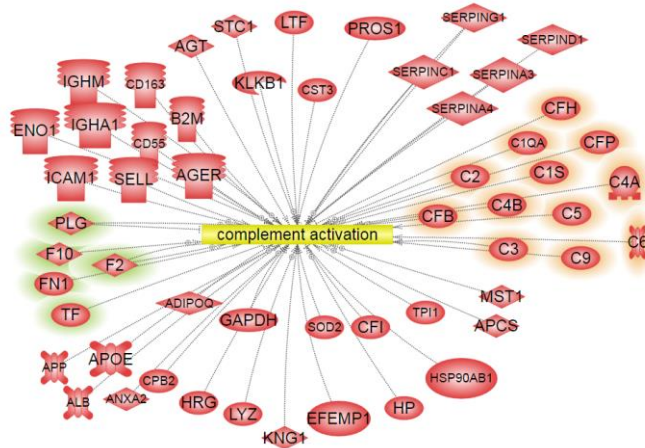 STC1
LTF
PROS1
SERPING1
AGT
SERPIND1
IGHM
CD163
KLKB1
CST3
SERPINC1
SERPINA3
SERPINA4
CFH
ENO1
IGHA1
B2M
CD55
C1QA
CFP
ICAM1
SELL
AGER
C2
C1S
C4A
PLG
CFB
C4B
C5
complement activation
F10
F2
C3
C9
C6
FN1
TF
ADIPOQ
GAPDH
SOD2
CFI
TPI1
MST1
APCS
APP
APOE
ALB
ANXA2
CPB2
HRG
LYZ
KNG1
EFEMP1
HP
HSP90AB1